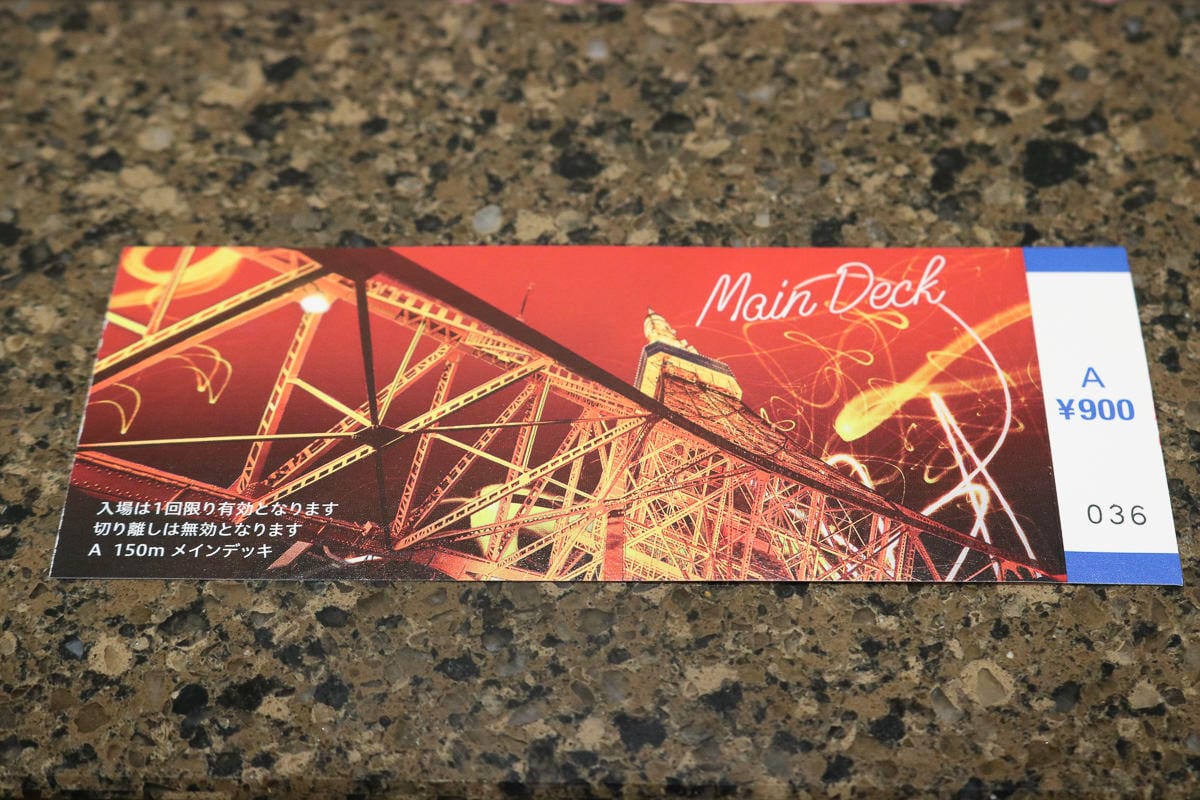 Main Deck
入場は1回限り有効となります
切り離しは無効となります
A 150m メインデッキ
A
¥900
036